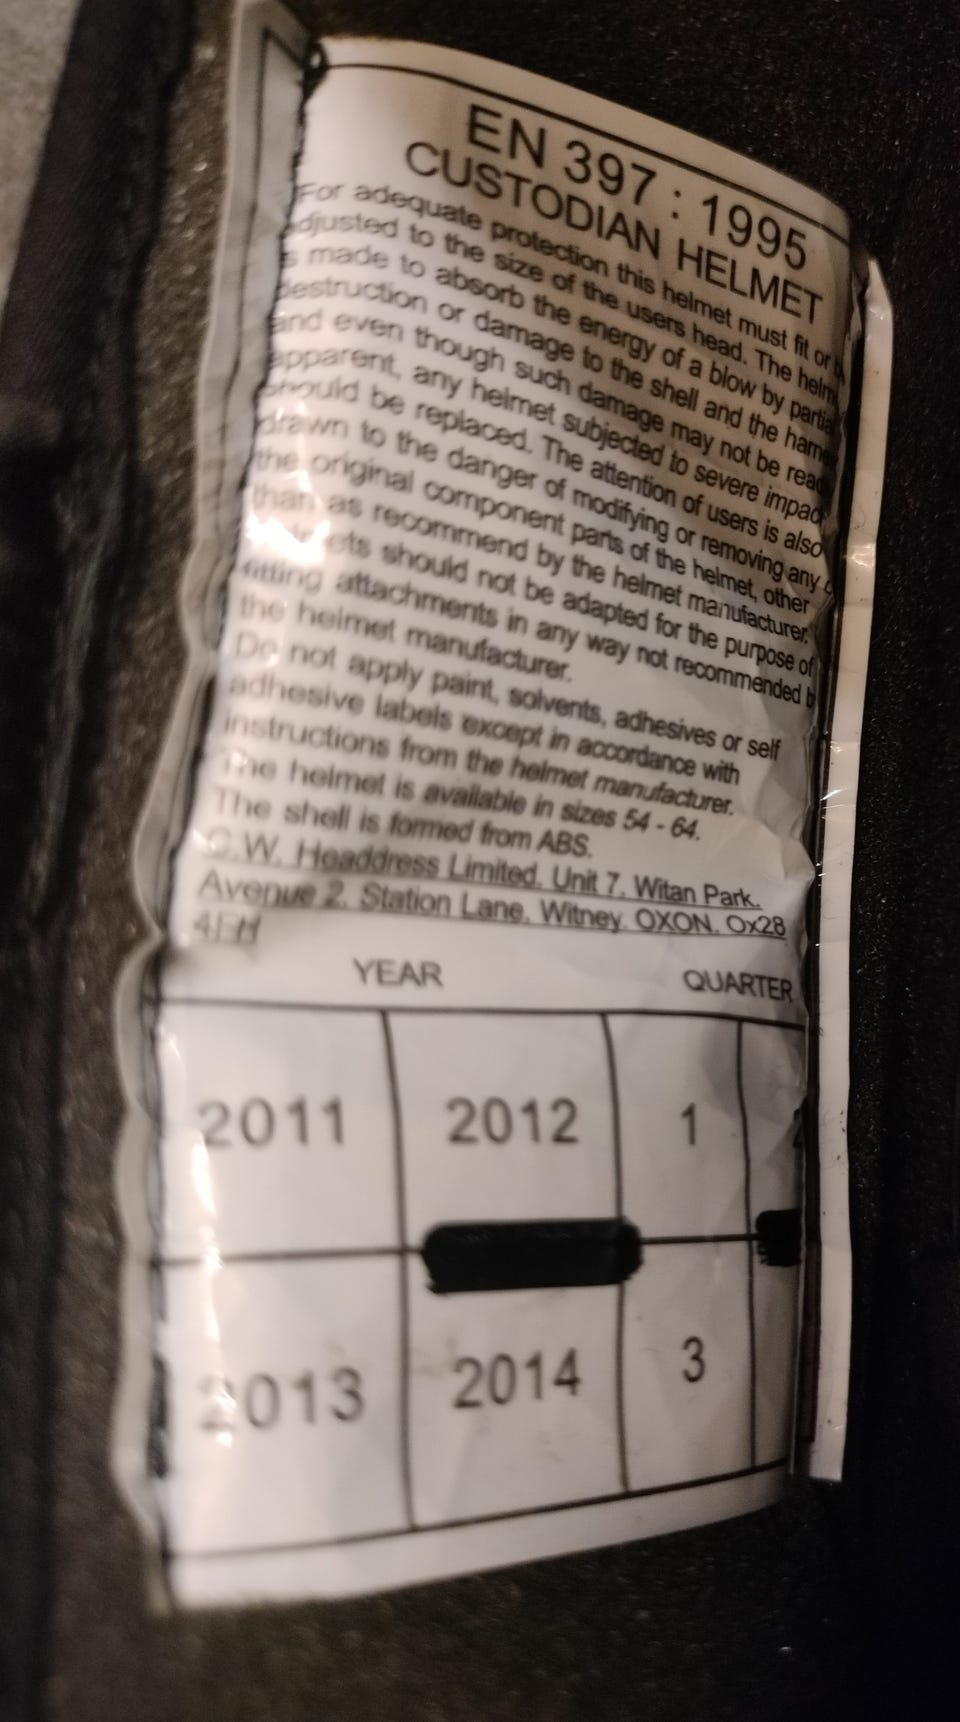 EN 397 : 1995
CUSTODIAN HELMET
For adequate protection this helmet must fit or
adjusted to the size of the users head. The helm
s made to absorb the energy of a blow by partia
destruction or damage to the shell and the harne
and even though such damage may not be read
apparent, any helmet subjected to severe impac
should be replaced. The attention of users is also
drawn to the danger of modifying or removing any
the original component parts of the helmet, other
than as recommend by the helmet manufacturer.
should not be adapted for the purpose of
fitting attachments in any way not recommended b
the helmet manufacturer.
Do not apply paint, solvents, adhesives or self
adhesive labels except in accordance with
instructions from the helmet manufacturer.
The helmet is available in sizes 54 - 64.
The shell is formed from ABS.
C.W. Headdress Limited. Unit 7. Witan Park.
Avenue 2. Station Lane. Witney. OXON. Ox28
YEAR QUARTER
2011 2012 1
2013 2014 3